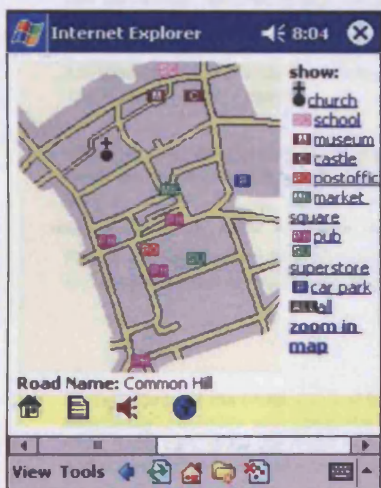 Internet Explorer 8:04
show:
church
school
M museum
C castle
postoffic
market
square
pub
superstore
P car park
all
zoom in
map
Road Name: Common Hill
View Tools